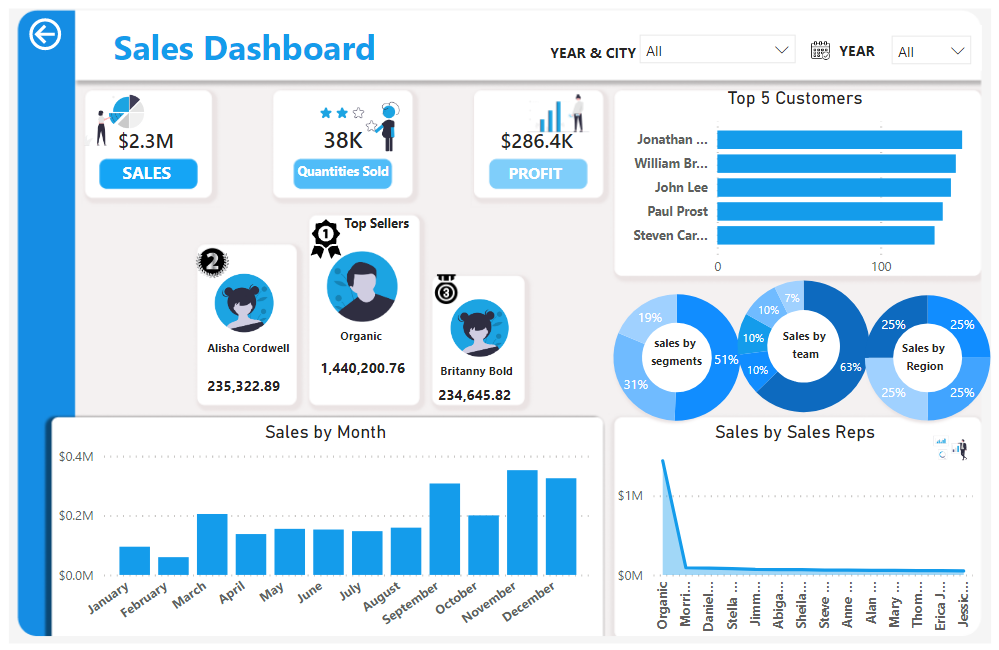 Sales Dashboard
YEAR & CITY
All
YEAR
All
$2.3M
SALES
38K
Quantities Sold
$286.4K
PROFIT
Top 5 Customers
Jonathan ...
William Br...
John Lee
Paul Prost
Steven Car...
0
100
2
Alisha Cordwell
235,322.89
Top Sellers
1
Organic
1,440,200.76
3
Britanny Bold
234,645.82
sales by
segments
19%
51%
31%
Sales by
team
7%
10%
10%
10%
63%
Sales by
Region
25%
25%
25%
25%
Sales by Month
$0.4M
$0.2M
$0.0M
January
February
March
April
May
June
July
August
September
October
November
December
Sales by Sales Reps
$1M
$0M
Organic
Morri...
Daniel...
Stella ...
Jimm...
Abiga...
Sheila...
Steve ...
Anne ...
Alan ...
Mary ...
Thom...
Erica J...
Jessic...